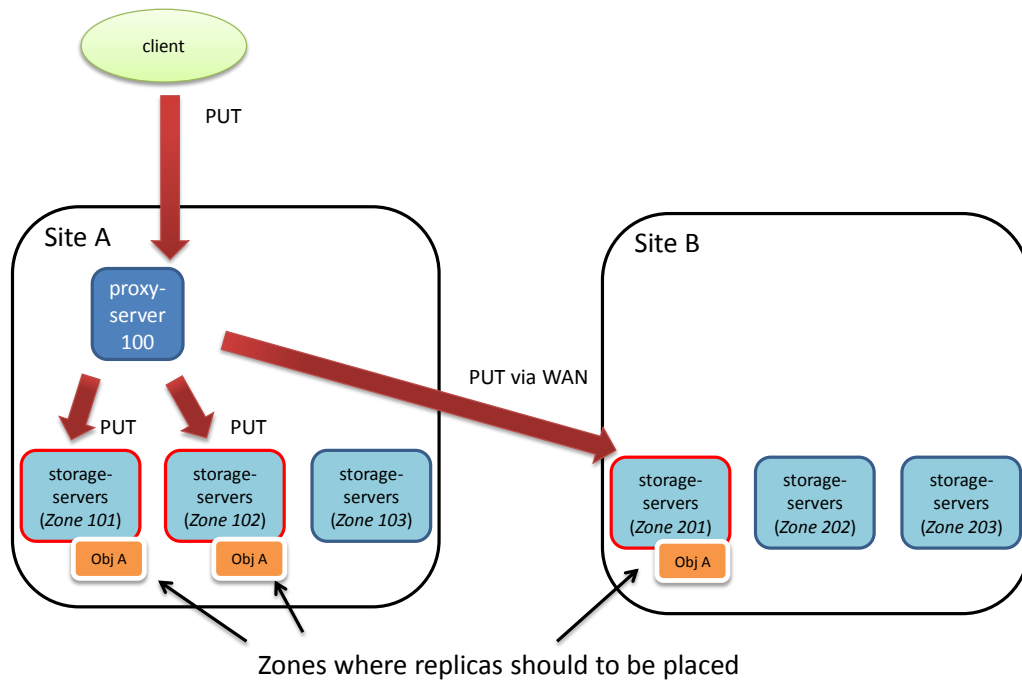 client
PUT
Site A
Site B
proxy-
server
100
PUT via WAN
PUT
PUT
storage-
servers
(Zone 101)
storage-
servers
(Zone 102)
storage-
servers
(Zone 103)
storage-
servers
(Zone 201)
storage-
servers
(Zone 202)
storage-
servers
(Zone 203)
Obj A
Obj A
Obj A
Zones where replicas should to be placed